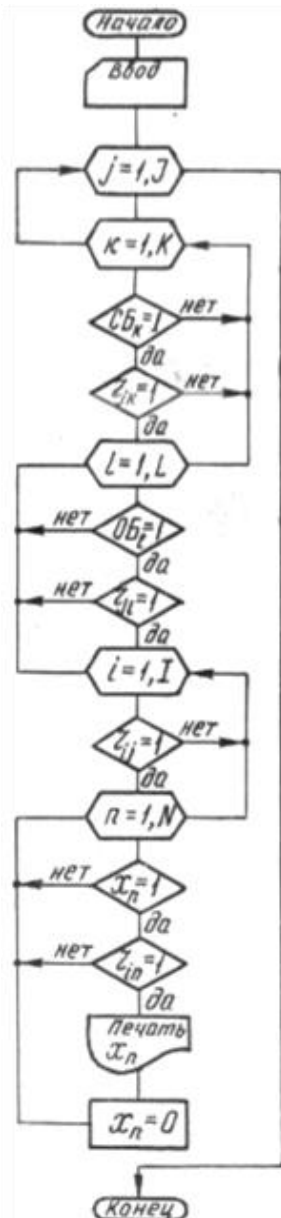 Начало
Ввод
j=1,J
к=1,K
СБк=1
нет
да
Zjк=1
нет
да
l=1,L
нет
ОБl=1
да
нет
Zjl=1
да
i=1,I
Zij=1
нет
да
n=1,N
нет
xn=1
да
нет
Zin=1
да
печать
xn
xn=0
Конец